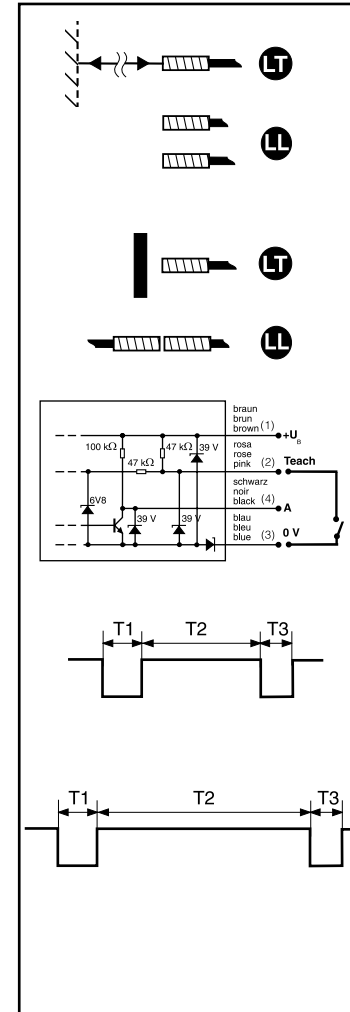 LT
LL
LT
LL
braun
brun
brown (1) +U_B
100 kΩ 47 kΩ 39 V
rosa
rose
pink (2) Teach
47 kΩ
schwarz
noir
black (4) A
6V8 39 V 39 V
blau
bleu
blue (3) 0 V
T1 T2 T3
T1 T2 T3